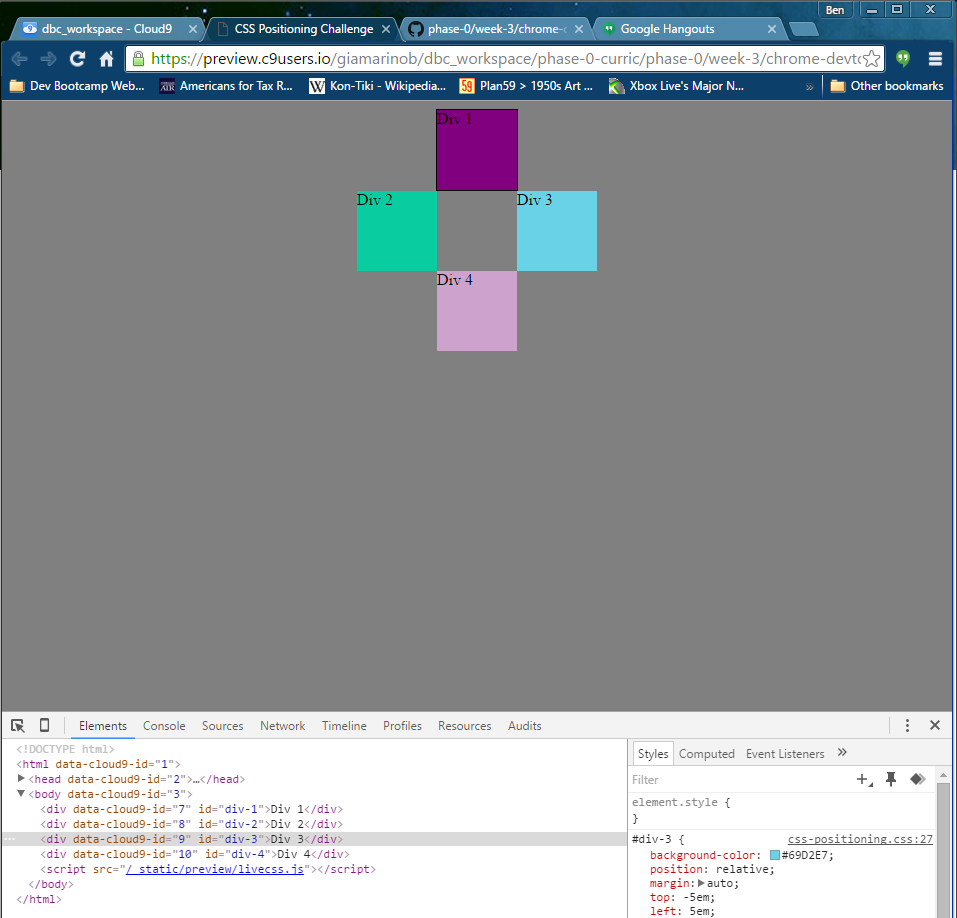 Ben
dbc_workspace - Cloud9
CSS Positioning Challenge
phase-0/week-3/chrome-
Google Hangouts
https://preview.c9users.io/giamarinob/dbc_workspace/phase-0-curric/phase-0/week-3/chrome-devto
Dev Bootcamp Web...
Americans for Tax R...
W Kon-Tiki - Wikipedia...
59 Plan59 > 1950s Art ...
Xbox Live's Major N...
»
Other bookmarks
Div 1
Div 2
Div 3
Div 4
Elements Console Sources Network Timeline Profiles Resources Audits
<!DOCTYPE html>
<html data-cloud9-id="1">
<head data-cloud9-id="2">…</head>
<body data-cloud9-id="3">
<div data-cloud9-id="7" id="div-1">Div 1</div>
<div data-cloud9-id="8" id="div-2">Div 2</div>
<div data-cloud9-id="9" id="div-3">Div 3</div>
<div data-cloud9-id="10" id="div-4">Div 4</div>
<script src="/_static/preview/livecss.js"></script>
</body>
</html>
Styles Computed Event Listeners »
Filter
element.style {
}
#div-3 { css-positioning.css:27
background-color: #69D2E7;
position: relative;
margin: auto;
top: -5em;
left: 5em;